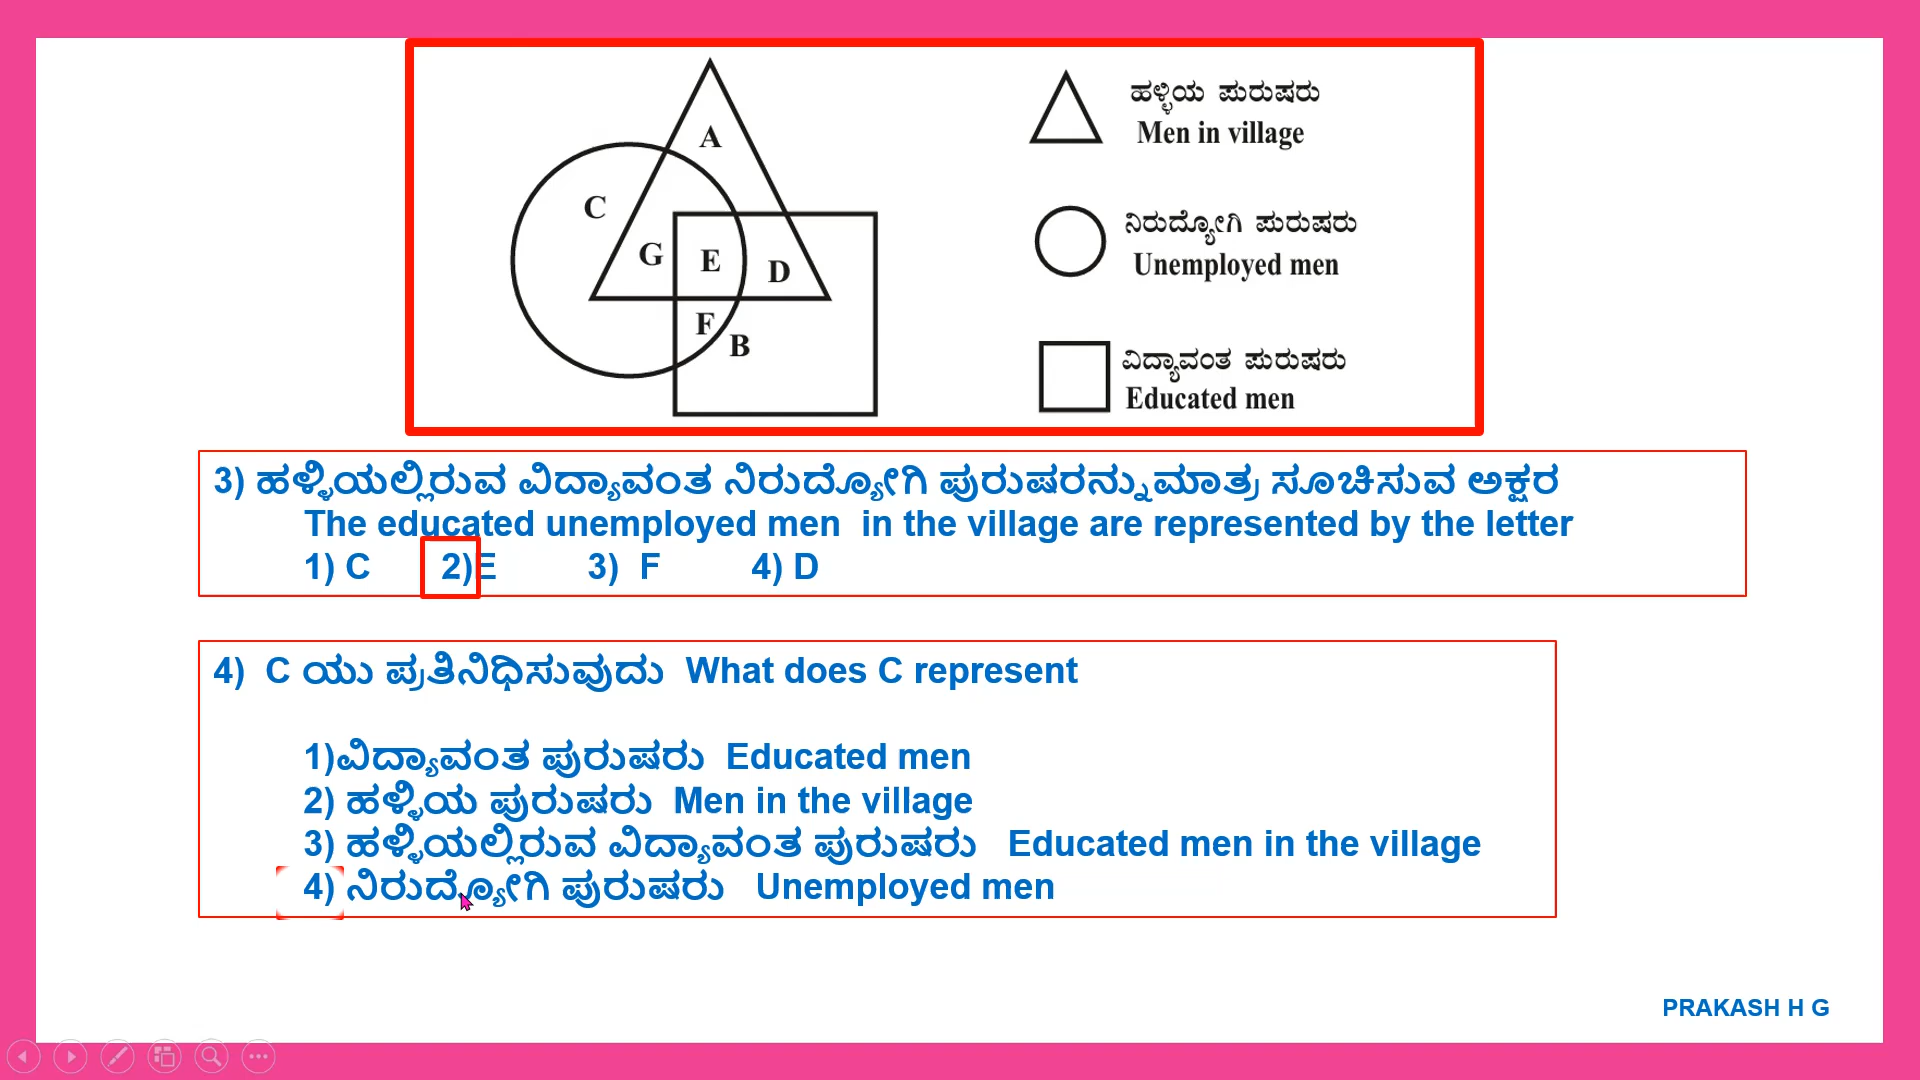 A
C
G
E
D
F
B
ಹಳ್ಳಿಯ ಪುರುಷರು
Men in village
ನಿರುದ್ಯೋಗಿ ಪುರುಷರು
Unemployed men
ವಿದ್ಯಾವಂತ ಪುರುಷರು
Educated men
3) ಹಳ್ಳಿಯಲ್ಲಿರುವ ವಿದ್ಯಾವಂತ ನಿರುದ್ಯೋಗಿ ಪುರುಷರನ್ನು ಮಾತ್ರ ಸೂಚಿಸುವ ಅಕ್ಷರ
The educated unemployed men in the village are represented by the letter
1) C 2)E 3) F 4) D
4) C ಯು ಪ್ರತಿನಿಧಿಸುವುದು What does C represent
1)ವಿದ್ಯಾವಂತ ಪುರುಷರು Educated men
2) ಹಳ್ಳಿಯ ಪುರುಷರು Men in the village
3) ಹಳ್ಳಿಯಲ್ಲಿರುವ ವಿದ್ಯಾವಂತ ಪುರುಷರು Educated men in the village
4) ನಿರುದ್ಯೋಗಿ ಪುರುಷರು Unemployed men
PRAKASH H G